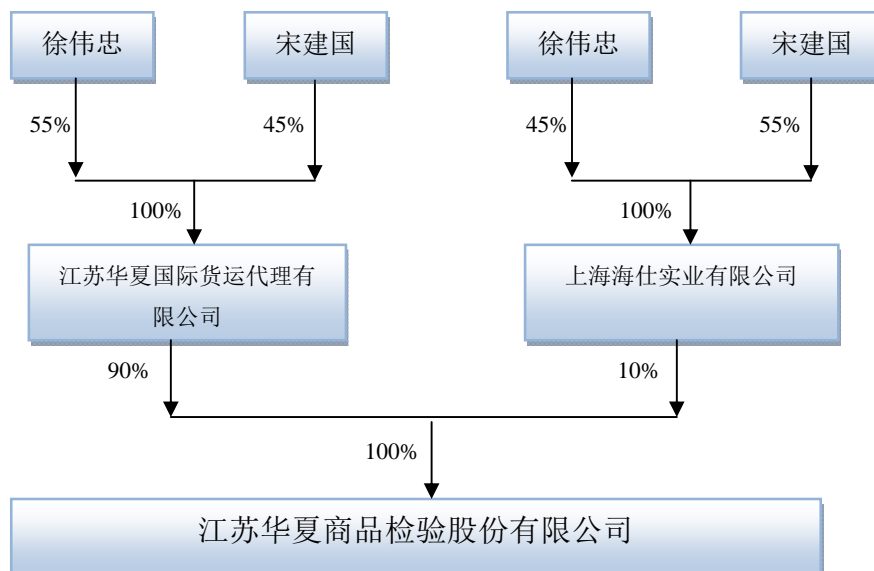 徐伟忠
宋建国
徐伟忠
宋建国
55%
45%
45%
55%
100%
100%
江苏华夏国际货运代理有
限公司
上海海仕实业有限公司
90%
10%
100%
江苏华夏商品检验股份有限公司